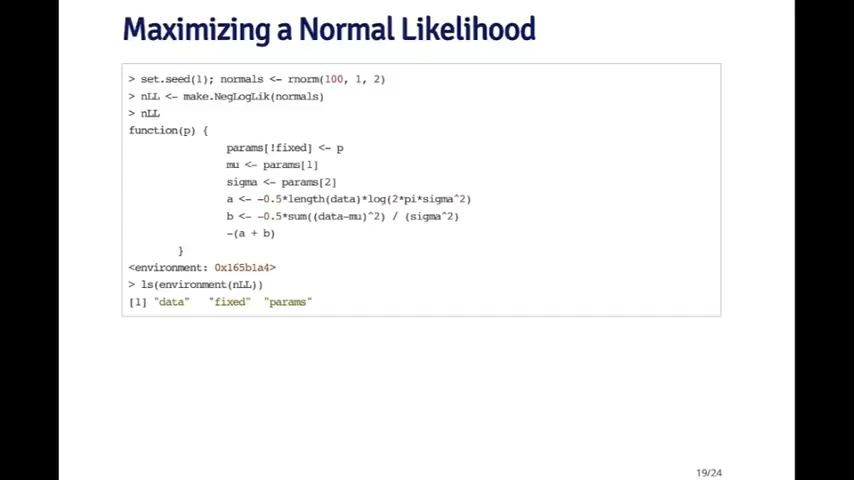 Maximizing a Normal Likelihood
> set.seed(1); normals <- rnorm(100, 1, 2)
> nLL <- make.NegLogLik(normals)
> nLL
function(p) {
params[!fixed] <- p
mu <- params[1]
sigma <- params[2]
a <- -0.5*length(data)*log(2*pi*sigma^2)
b <- -0.5*sum((data-mu)^2) / (sigma^2)
-(a + b)
}
<environment: 0x165b1a4>
> ls(environment(nLL))
[1] "data"   "fixed"  "params"
19/24